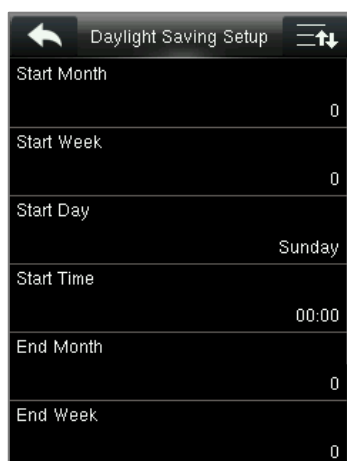 Daylight Saving Setup
Start Month
0
Start Week
0
Start Day
Sunday
Start Time
00:00
End Month
0
End Week
0